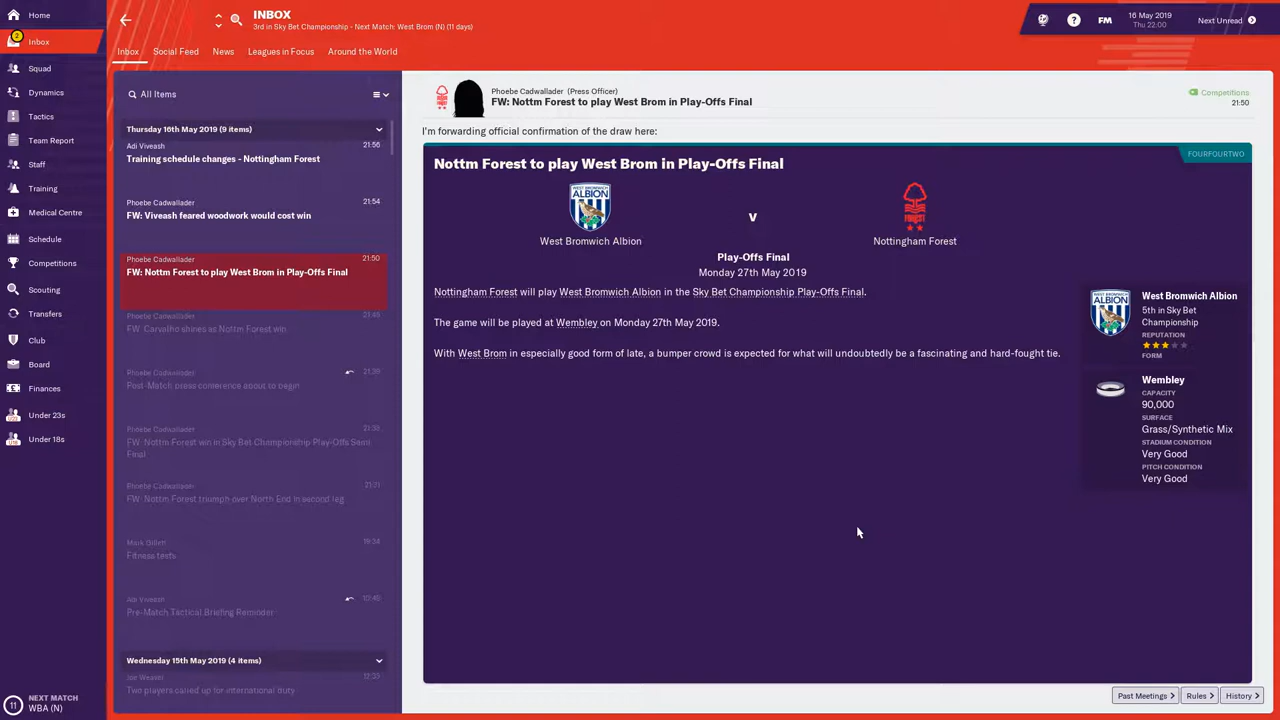 INBOX
3rd in Sky Bet Championship - Next Match: West Brom (N) (11 days)
FM
16 May 2019
Thu 22:00
Next Unread
Inbox
Social Feed
News
Leagues in Focus
Around the World
Home
2
Inbox
Squad
Dynamics
Tactics
Team Report
Staff
Training
Medical Centre
Schedule
Competitions
Scouting
Transfers
Club
Board
Finances
Under 23s
Under 18s
11
NEXT MATCH
WBA (N)
All Items
Thursday 16th May 2019 (9 items)
Adi Viveash 21:56
Training schedule changes - Nottingham Forest
Phoebe Cadwallader 21:54
FW: Viveash feared woodwork would cost win
Phoebe Cadwallader 21:50
FW: Nottm Forest to play West Brom in Play-Offs Final
Phoebe Cadwallader 21:45
FW: Carvalho shines as Nottm Forest win
Phoebe Cadwallader
Post-Match press conference about to begin
Phoebe Cadwallader
FW: Nottm Forest win in Sky Bet Championship Play-Offs Semi
Final
Phoebe Cadwallader
FW: Nottm Forest triumph over North End in second leg
Fitness tests
Adi Viveash
Pre-Match Tactical Briefing Reminder
Wednesday 15th May 2019 (4 items)
Two players called up for international duty
Phoebe Cadwallader (Press Officer)
FW: Nottm Forest to play West Brom in Play-Offs Final
Competitions
21:50
I'm forwarding official confirmation of the draw here:
FOURFOURTWO
Nottm Forest to play West Brom in Play-Offs Final
WEST BROMWICH
ALBION
FOREST
V
West Bromwich Albion
Nottingham Forest
Play-Offs Final
Monday 27th May 2019
Nottingham Forest will play West Bromwich Albion in the Sky Bet Championship Play-Offs Final.
The game will be played at Wembley on Monday 27th May 2019.
With West Brom in especially good form of late, a bumper crowd is expected for what will undoubtedly be a fascinating and hard-fought tie.
West Bromwich Albion
5th in Sky Bet
Championship
REPUTATION
FORM
Wembley
CAPACITY
90,000
SURFACE
Grass/Synthetic Mix
STADIUM CONDITION
Very Good
PITCH CONDITION
Very Good
Past Meetings
Rules
History